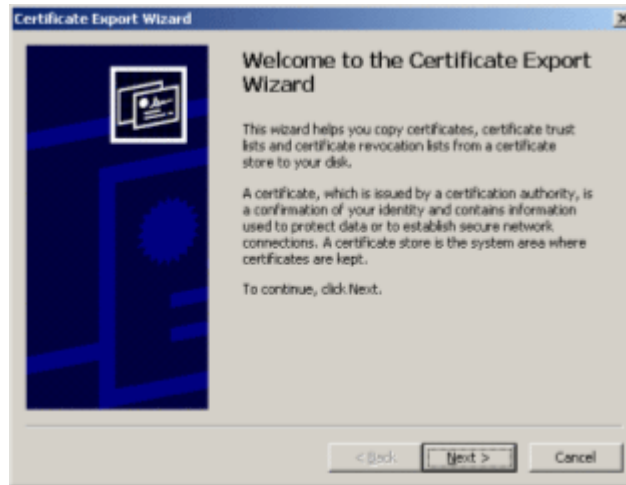 Certificate Export Wizard
Welcome to the Certificate Export
Wizard
This wizard helps you copy certificates, certificate trust
lists and certificate revocation lists from a certificate
store to your disk.
A certificate, which is issued by a certification authority, is
a confirmation of your identity and contains information
used to protect data or to establish secure network
connections. A certificate store is the system area where
certificates are kept.
To continue, click Next.
< Back Next > Cancel